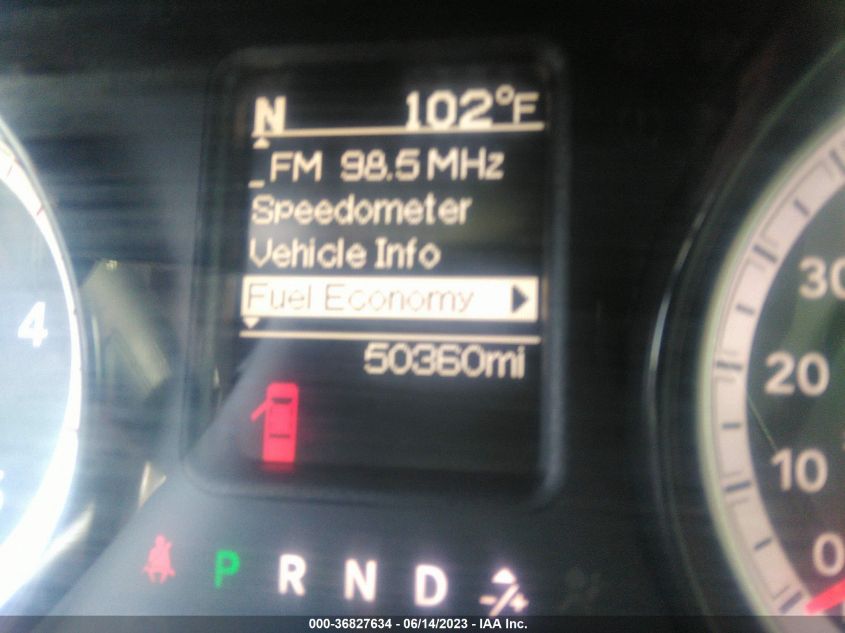 N 102°F
FM 98.5 MHz
Speedometer
Vehicle Info
Fuel Economy
50360mi
4
30
20
10
0
P R N D -/+
000-36827634 - 06/14/2023 - IAA Inc.